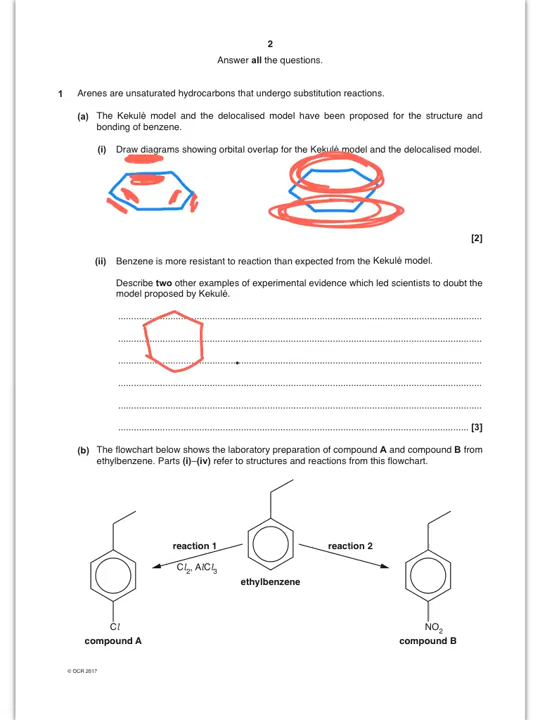 2
Answer all the questions.
1 Arenes are unsaturated hydrocarbons that undergo substitution reactions.
(a) The Kekulé model and the delocalised model have been proposed for the structure and
bonding of benzene.
(i) Draw diagrams showing orbital overlap for the Kekulé model and the delocalised model.
[2]
(ii) Benzene is more resistant to reaction than expected from the Kekulé model.
Describe two other examples of experimental evidence which led scientists to doubt the
model proposed by Kekulé.
[3]
(b) The flowchart below shows the laboratory preparation of compound A and compound B from
ethylbenzene. Parts (i)–(iv) refer to structures and reactions from this flowchart.
reaction 1 reaction 2
Cl2, AlCl3
ethylbenzene
Cl NO2
compound A compound B
© OCR 2017